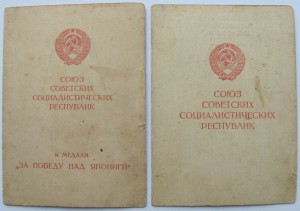 СОЮЗ
СОВЕТСКИХ
СОЦИАЛИСТИЧЕСКИХ
РЕСПУБЛИК
К МЕДАЛИ
„ЗА ПОБЕДУ НАД ЯПОНИЕЙ“
СОЮЗ
СОВЕТСКИХ
СОЦИАЛИСТИЧЕСКИХ
РЕСПУБЛИК